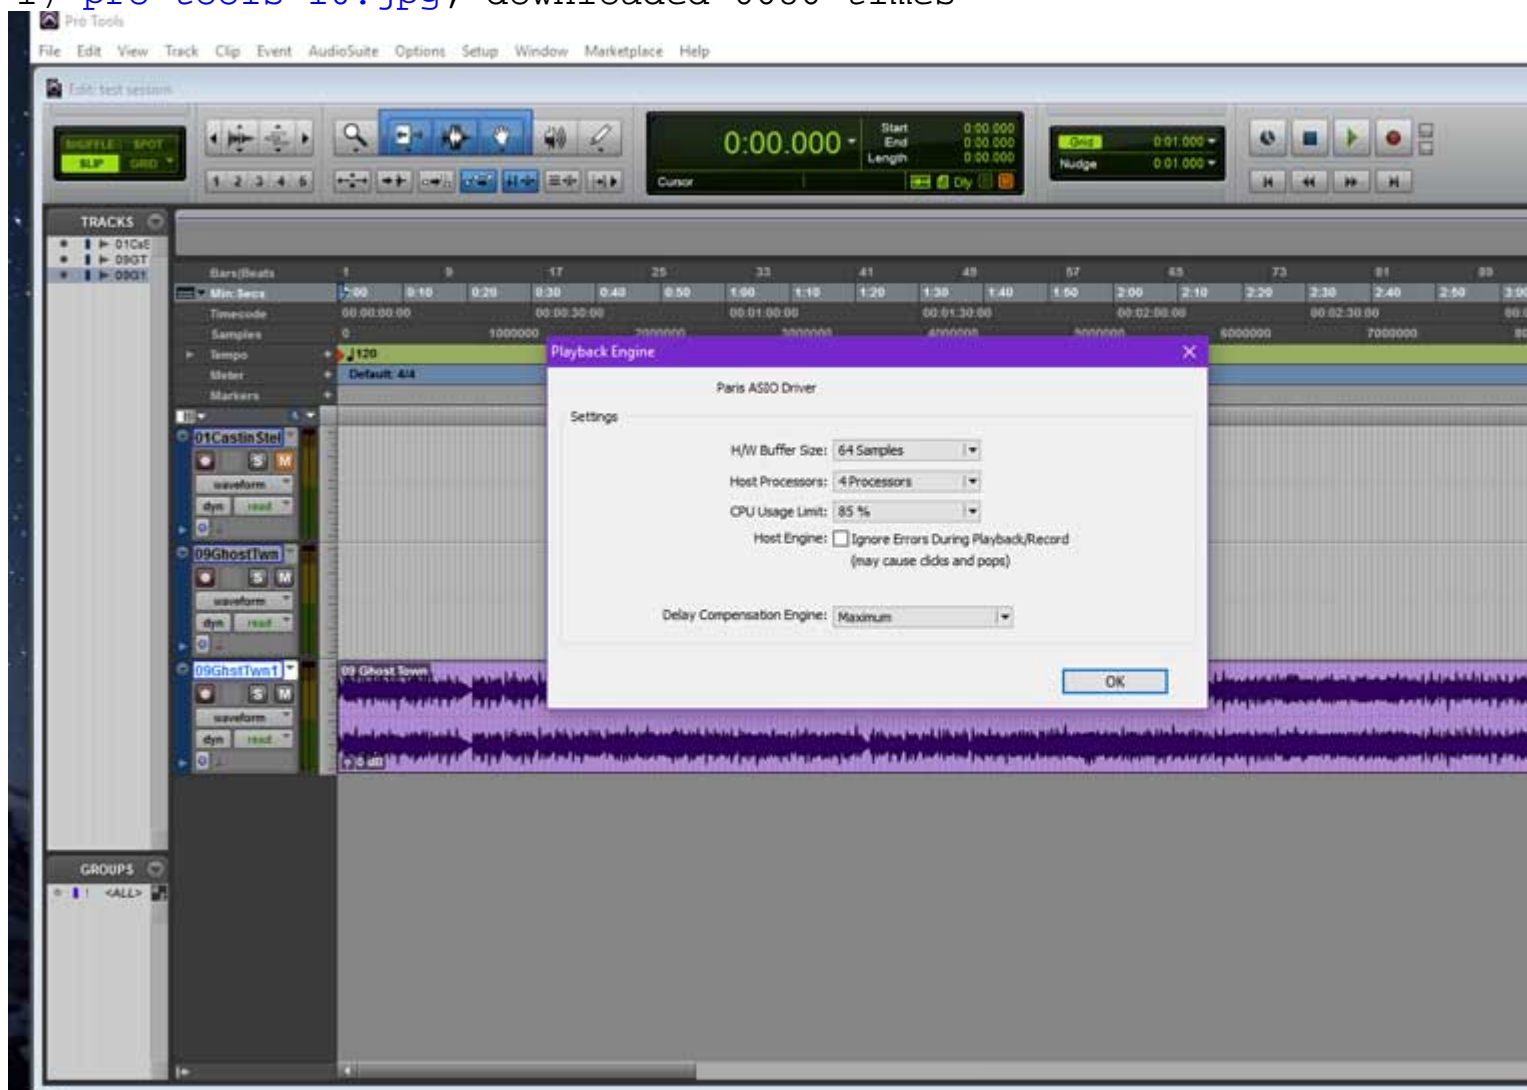 Pro Tools
File Edit View Track Clip Event AudioSuite Options Setup Window Marketplace Help
Edit: test session
SHUFFLE SPOT
SLIP GRID
1 2 3 4 5
0:00.000
Start 0:00.000
End 0:00.000
Length 0:00.000
Cursor
Dly
Grid 0:01.000
Nudge 0:01.000
TRACKS
01CaS
09GT
09G1
Bars|Beats 1 9 17 25 33 41 49 57 65 73 81 89
Min:Secs 0:00 0:10 0:20 0:30 0:40 0:50 1:00 1:10 1:20 1:30 1:40 1:50 2:00 2:10 2:20 2:30 2:40 2:50 3:00
Timecode 00:00:00:00 00:00:30:00 00:01:00:00 00:01:30:00 00:02:00:00 00:02:30:00
Samples 0 1000000 2000000 3000000 4000000 5000000 6000000 7000000
Tempo 120
Meter Default: 4/4
Markers
Playback Engine
Paris ASIO Driver
Settings
H/W Buffer Size: 64 Samples
Host Processors: 4 Processors
CPU Usage Limit: 85 %
Host Engine: Ignore Errors During Playback/Record
(may cause clicks and pops)
Delay Compensation Engine: Maximum
OK
01CastinStel
S M
waveform
dyn read
09GhostTwn
S M
waveform
dyn read
09GhstTwn1
S M
waveform
dyn read
09 Ghost Town
0 dB
GROUPS
! <ALL>